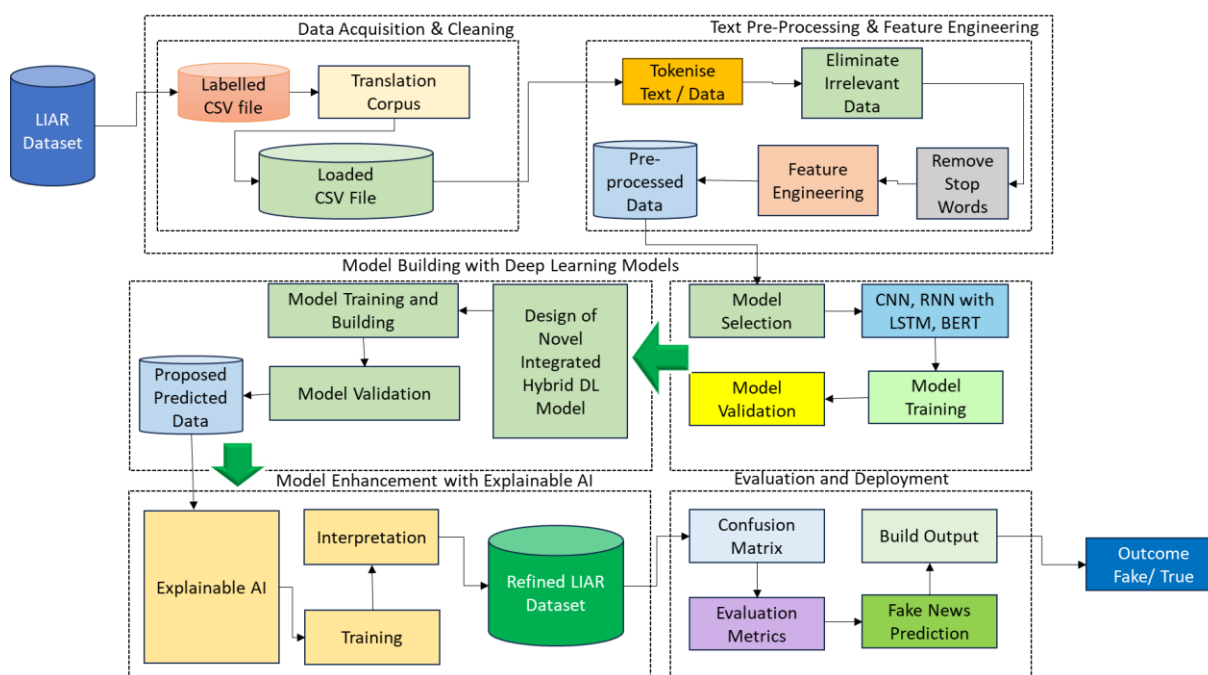 Data Acquisition & Cleaning
Text Pre-Processing & Feature Engineering
LIAR
Dataset
Labelled
CSV file
Translation
Corpus
Loaded
CSV File
Tokenise
Text / Data
Eliminate
Irrelevant
Data
Remove
Stop
Words
Feature
Engineering
Pre-
processed
Data
Model Building with Deep Learning Models
Model
Selection
CNN, RNN with
LSTM, BERT
Model
Training
Model
Validation
Design of
Novel
Integrated
Hybrid DL
Model
Model Training and
Building
Model Validation
Proposed
Predicted
Data
Model Enhancement with Explainable AI
Explainable AI
Training
Interpretation
Refined LIAR
Dataset
Evaluation and Deployment
Confusion
Matrix
Evaluation
Metrics
Fake News
Prediction
Build Output
Outcome
Fake/ True